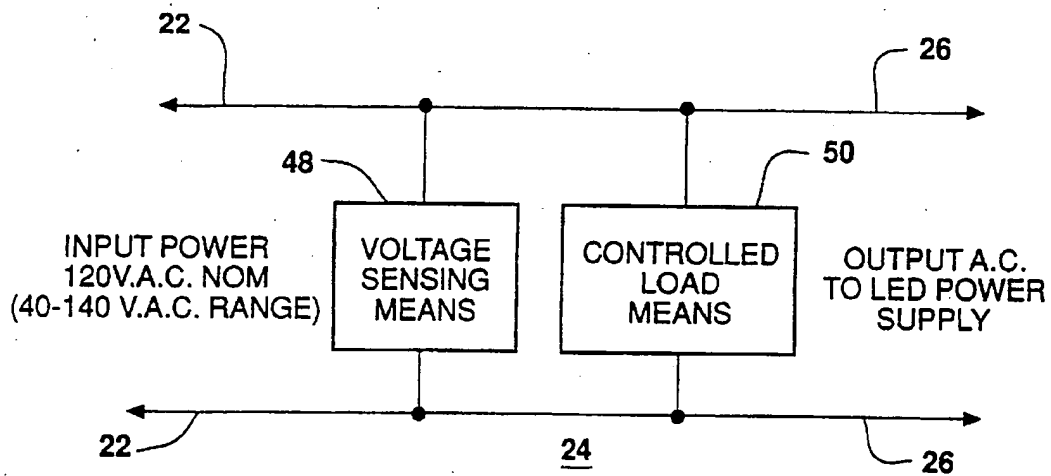 22
26
48
50
INPUT POWER
120V.A.C. NOM
(40-140 V.A.C. RANGE)
VOLTAGE
SENSING
MEANS
CONTROLLED
LOAD
MEANS
OUTPUT A.C.
TO LED POWER
SUPPLY
22
24
26